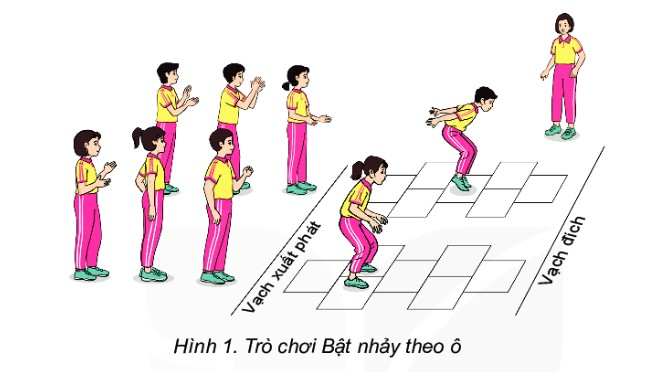 Vạch xuất phát
Vạch đích
Hình 1. Trò chơi Bật nhảy theo ô